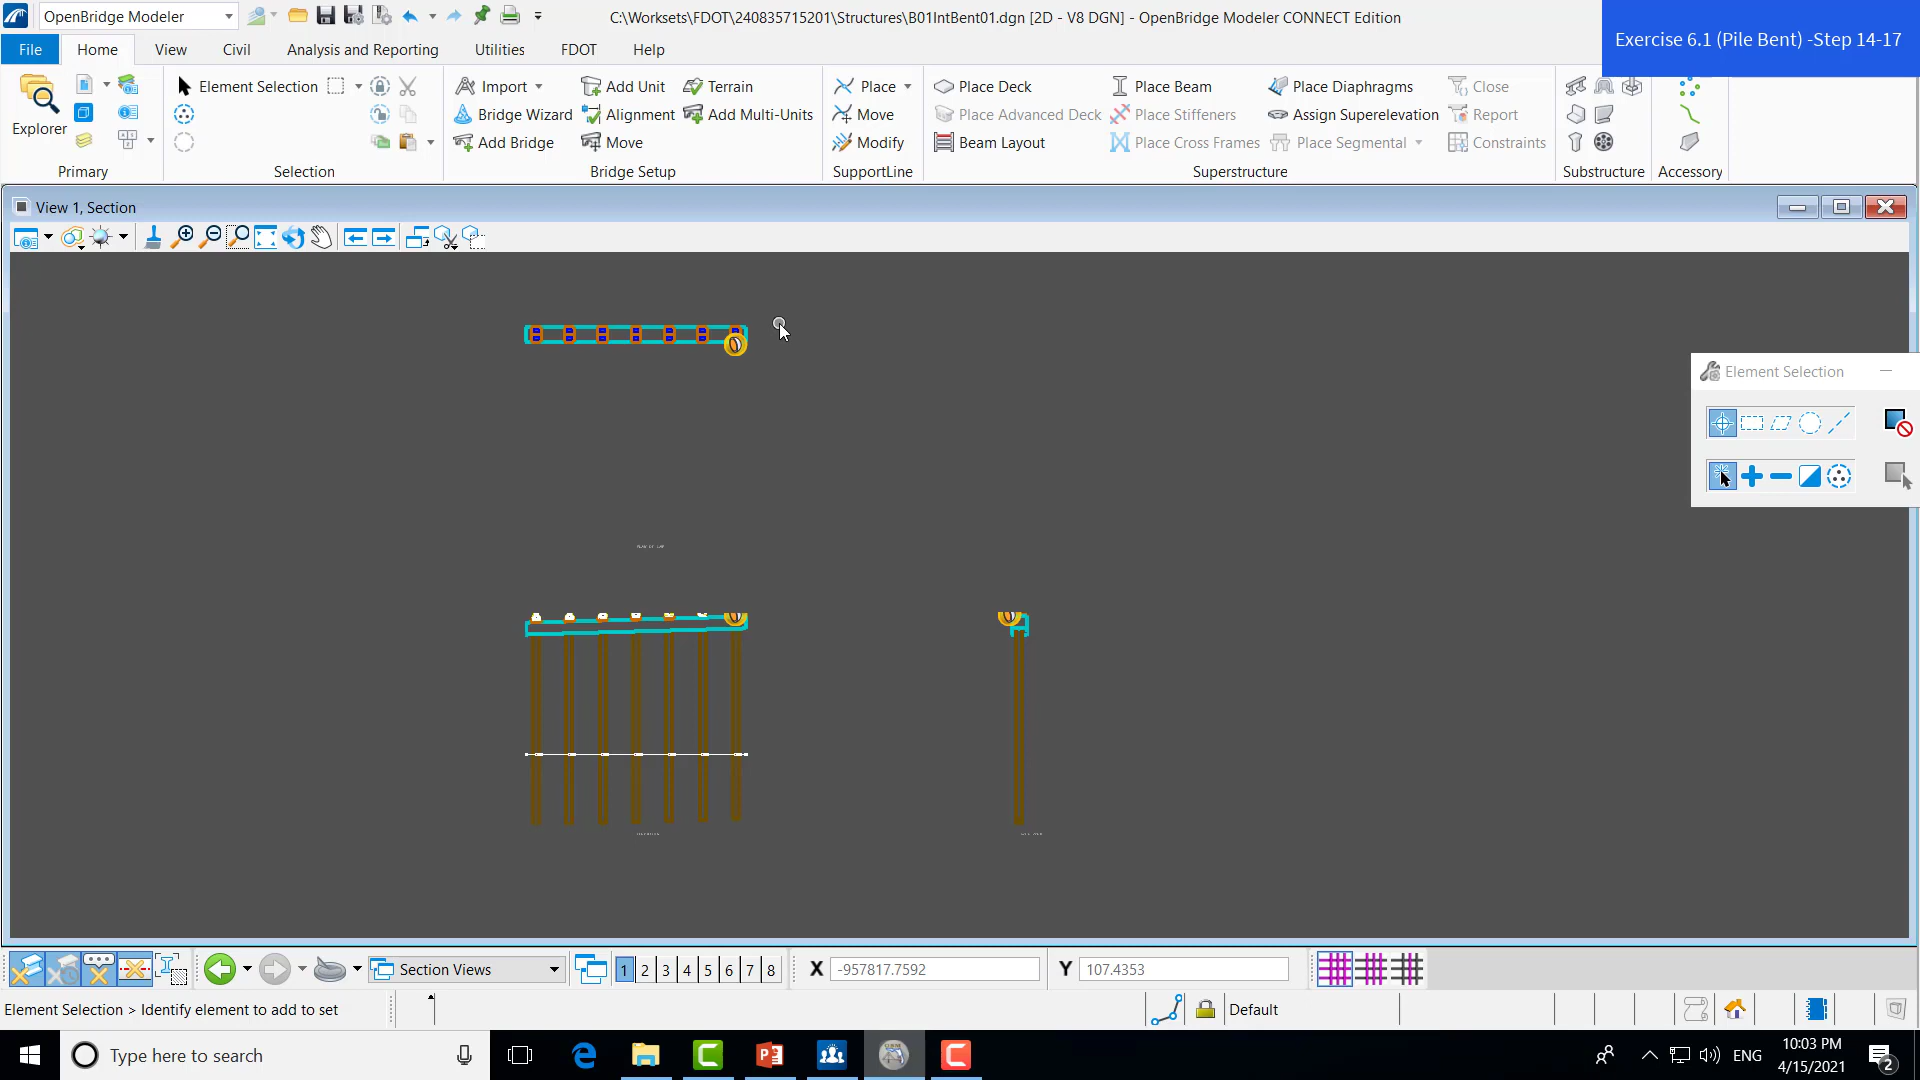 OpenBridge Modeler
C:\Worksets\FDOT\240835715201\Structures\B01IntBent01.dgn [2D - V8 DGN] - OpenBridge Modeler CONNECT Edition
Exercise 6.1 (Pile Bent) -Step 14-17
File Home View Civil Analysis and Reporting Utilities FDOT Help
Explorer
Element Selection
Import
Bridge Wizard
Add Bridge
Add Unit
Alignment
Move
Terrain
Add Multi-Units
Place
Move
Modify
Place Deck
Place Advanced Deck
Beam Layout
Place Beam
Place Stiffeners
Place Cross Frames
Place Diaphragms
Assign Superelevation
Place Segmental
Close
Report
Constraints
Primary Selection Bridge Setup SupportLine Superstructure Substructure Accessory
View 1, Section
Element Selection
Section Views
1 2 3 4 5 6 7 8
X -957817.7592
Y 107.4353
Element Selection > Identify element to add to set
Default
Type here to search
ENG
10:03 PM
4/15/2021
2